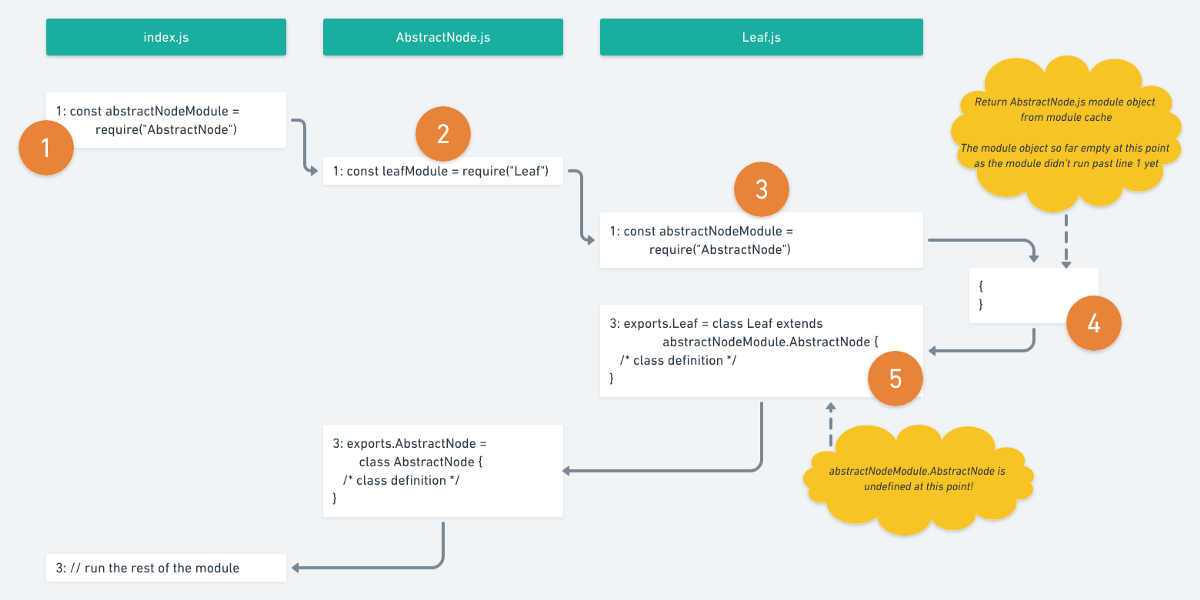 index.js
AbstractNode.js
Leaf.js
1: const abstractNodeModule =
require("AbstractNode")
1
2
1: const leafModule = require("Leaf")
3
1: const abstractNodeModule =
require("AbstractNode")
Return AbstractNode.js module object
from module cache
The module object so far empty at this point
as the module didn't run past line 1 yet
{
}
4
3: exports.Leaf = class Leaf extends
abstractNodeModule.AbstractNode {
/* class definition */
}
5
abstractNodeModule.AbstractNode is
undefined at this point!
3: exports.AbstractNode =
class AbstractNode {
/* class definition */
}
3: // run the rest of the module